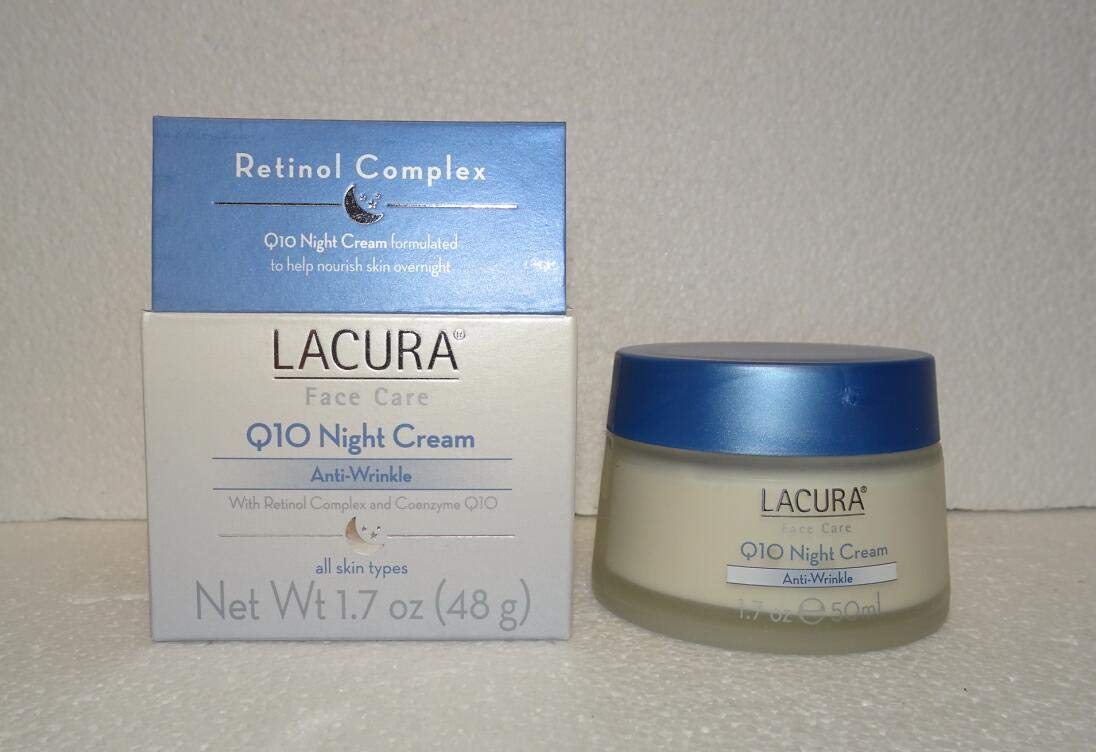 Retinol Complex
Q10 Night Cream formulated
to help nourish skin overnight
LACURA®
Face Care
Q10 Night Cream
Anti-Wrinkle
With Retinol Complex and Coenzyme Q10
all skin types
Net Wt 1.7 oz (48 g)
LACURA®
Face Care
Q10 Night Cream
Anti-Wrinkle
1.7 oz ℮ 50ml